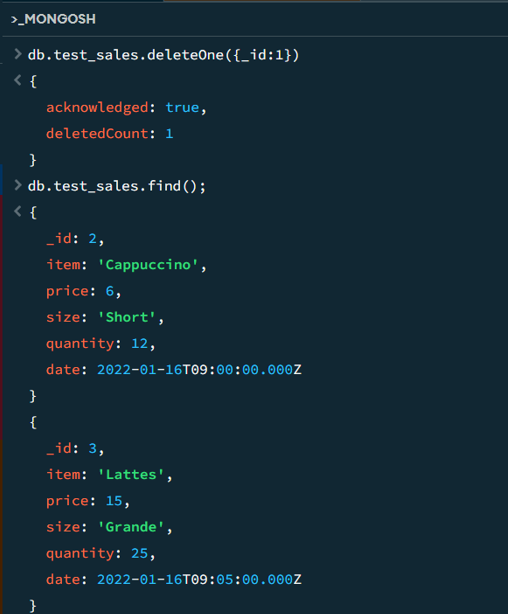 >_MONGOSH
> db.test_sales.deleteOne({_id:1})
< {
acknowledged: true,
deletedCount: 1
}
> db.test_sales.find();
< {
_id: 2,
item: 'Cappuccino',
price: 6,
size: 'Short',
quantity: 12,
date: 2022-01-16T09:00:00.000Z
}
{
_id: 3,
item: 'Lattes',
price: 15,
size: 'Grande',
quantity: 25,
date: 2022-01-16T09:05:00.000Z
}